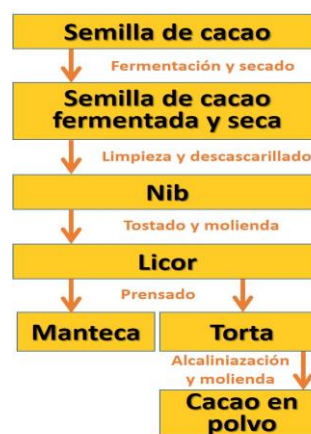 Semilla de cacao
Fermentación y secado
Semilla de cacao
fermentada y seca
Limpieza y descascarillado
Nib
Tostado y molienda
Licor
Prensado
Manteca
Torta
Alcaliniazación
y molienda
Cacao en
polvo